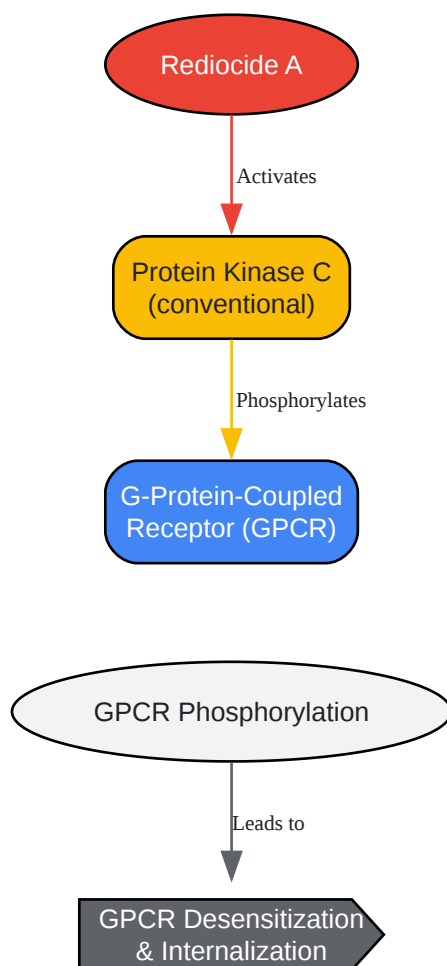 Rediocide A
Activates
Protein Kinase C
(conventional)
Phosphorylates
G-Protein-Coupled
Receptor (GPCR)
GPCR Phosphorylation
Leads to
GPCR Desensitization
& Internalization